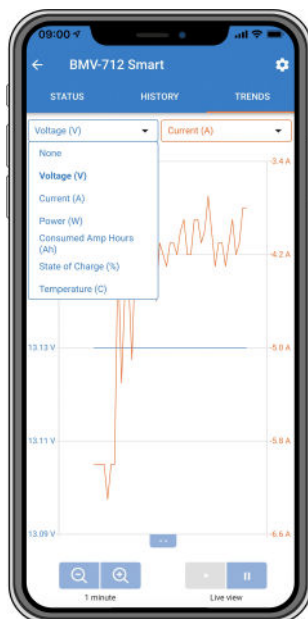 09:00
BMV-712 Smart
STATUS HISTORY TRENDS
Voltage (V) Current (A)
None
Voltage (V)
Current (A)
Power (W)
Consumed Amp Hours
(Ah)
State of Charge (%)
Temperature (C)
-3.4 A
-4.2 A
13.13 V -5.0 A
13.11 V -5.8 A
13.09 V -6.6 A
1 minute Live view